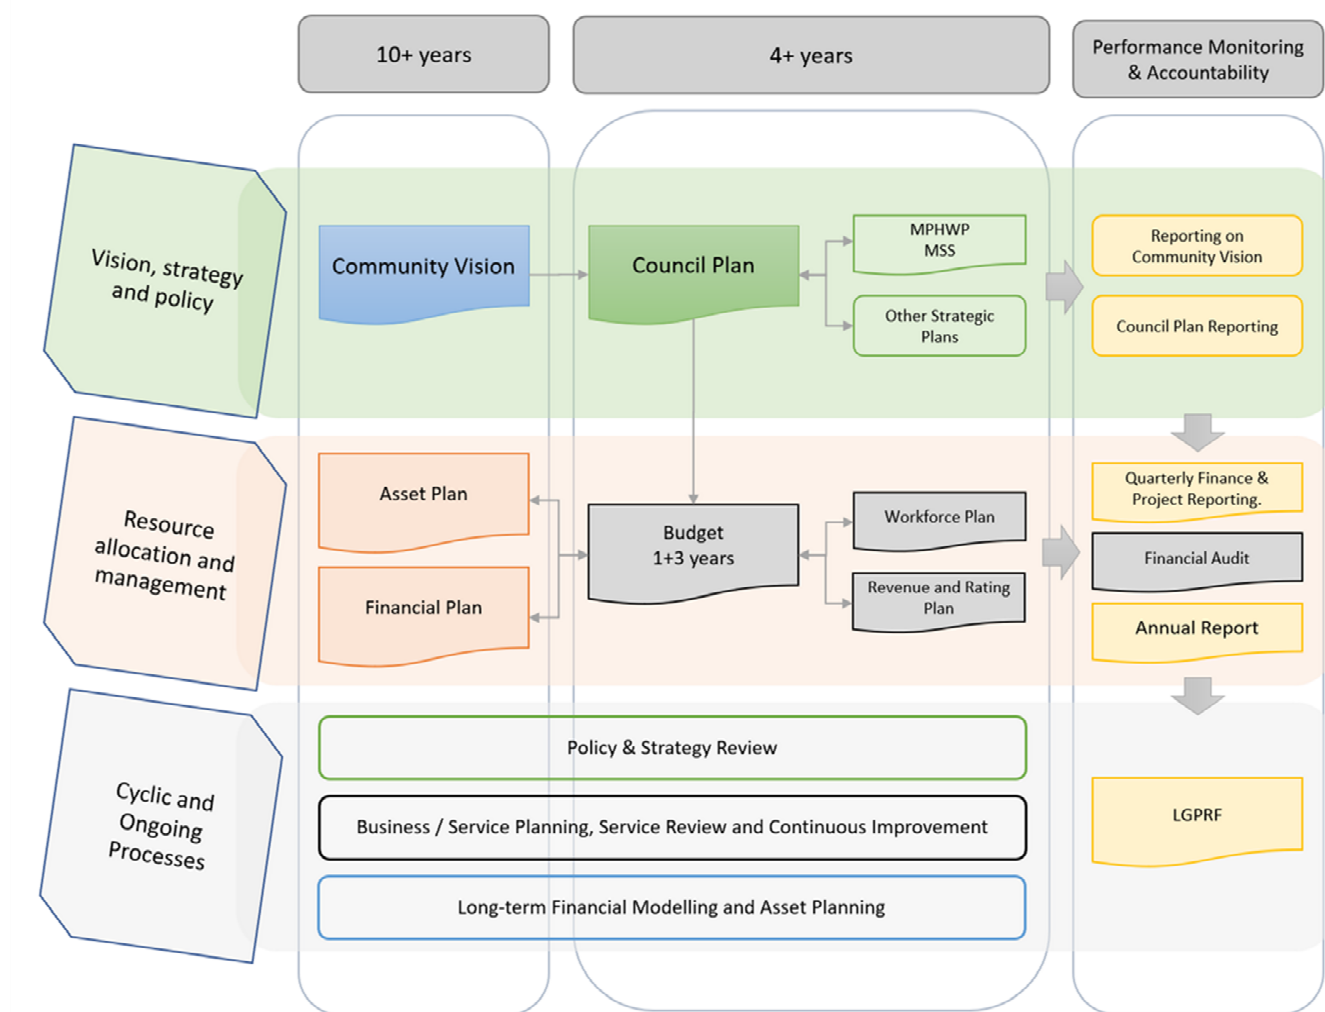 10+ years
4+ years
Performance Monitoring
& Accountability
Vision, strategy
and policy
Community Vision
Council Plan
MPHWP
MSS
Other Strategic
Plans
Reporting on
Community Vision
Council Plan Reporting
Resource
allocation and
management
Asset Plan
Financial Plan
Budget
1+3 years
Workforce Plan
Revenue and Rating
Plan
Quarterly Finance &
Project Reporting.
Financial Audit
Annual Report
Cyclic and
Ongoing
Processes
Policy & Strategy Review
Business / Service Planning, Service Review and Continuous Improvement
Long-term Financial Modelling and Asset Planning
LGPRF